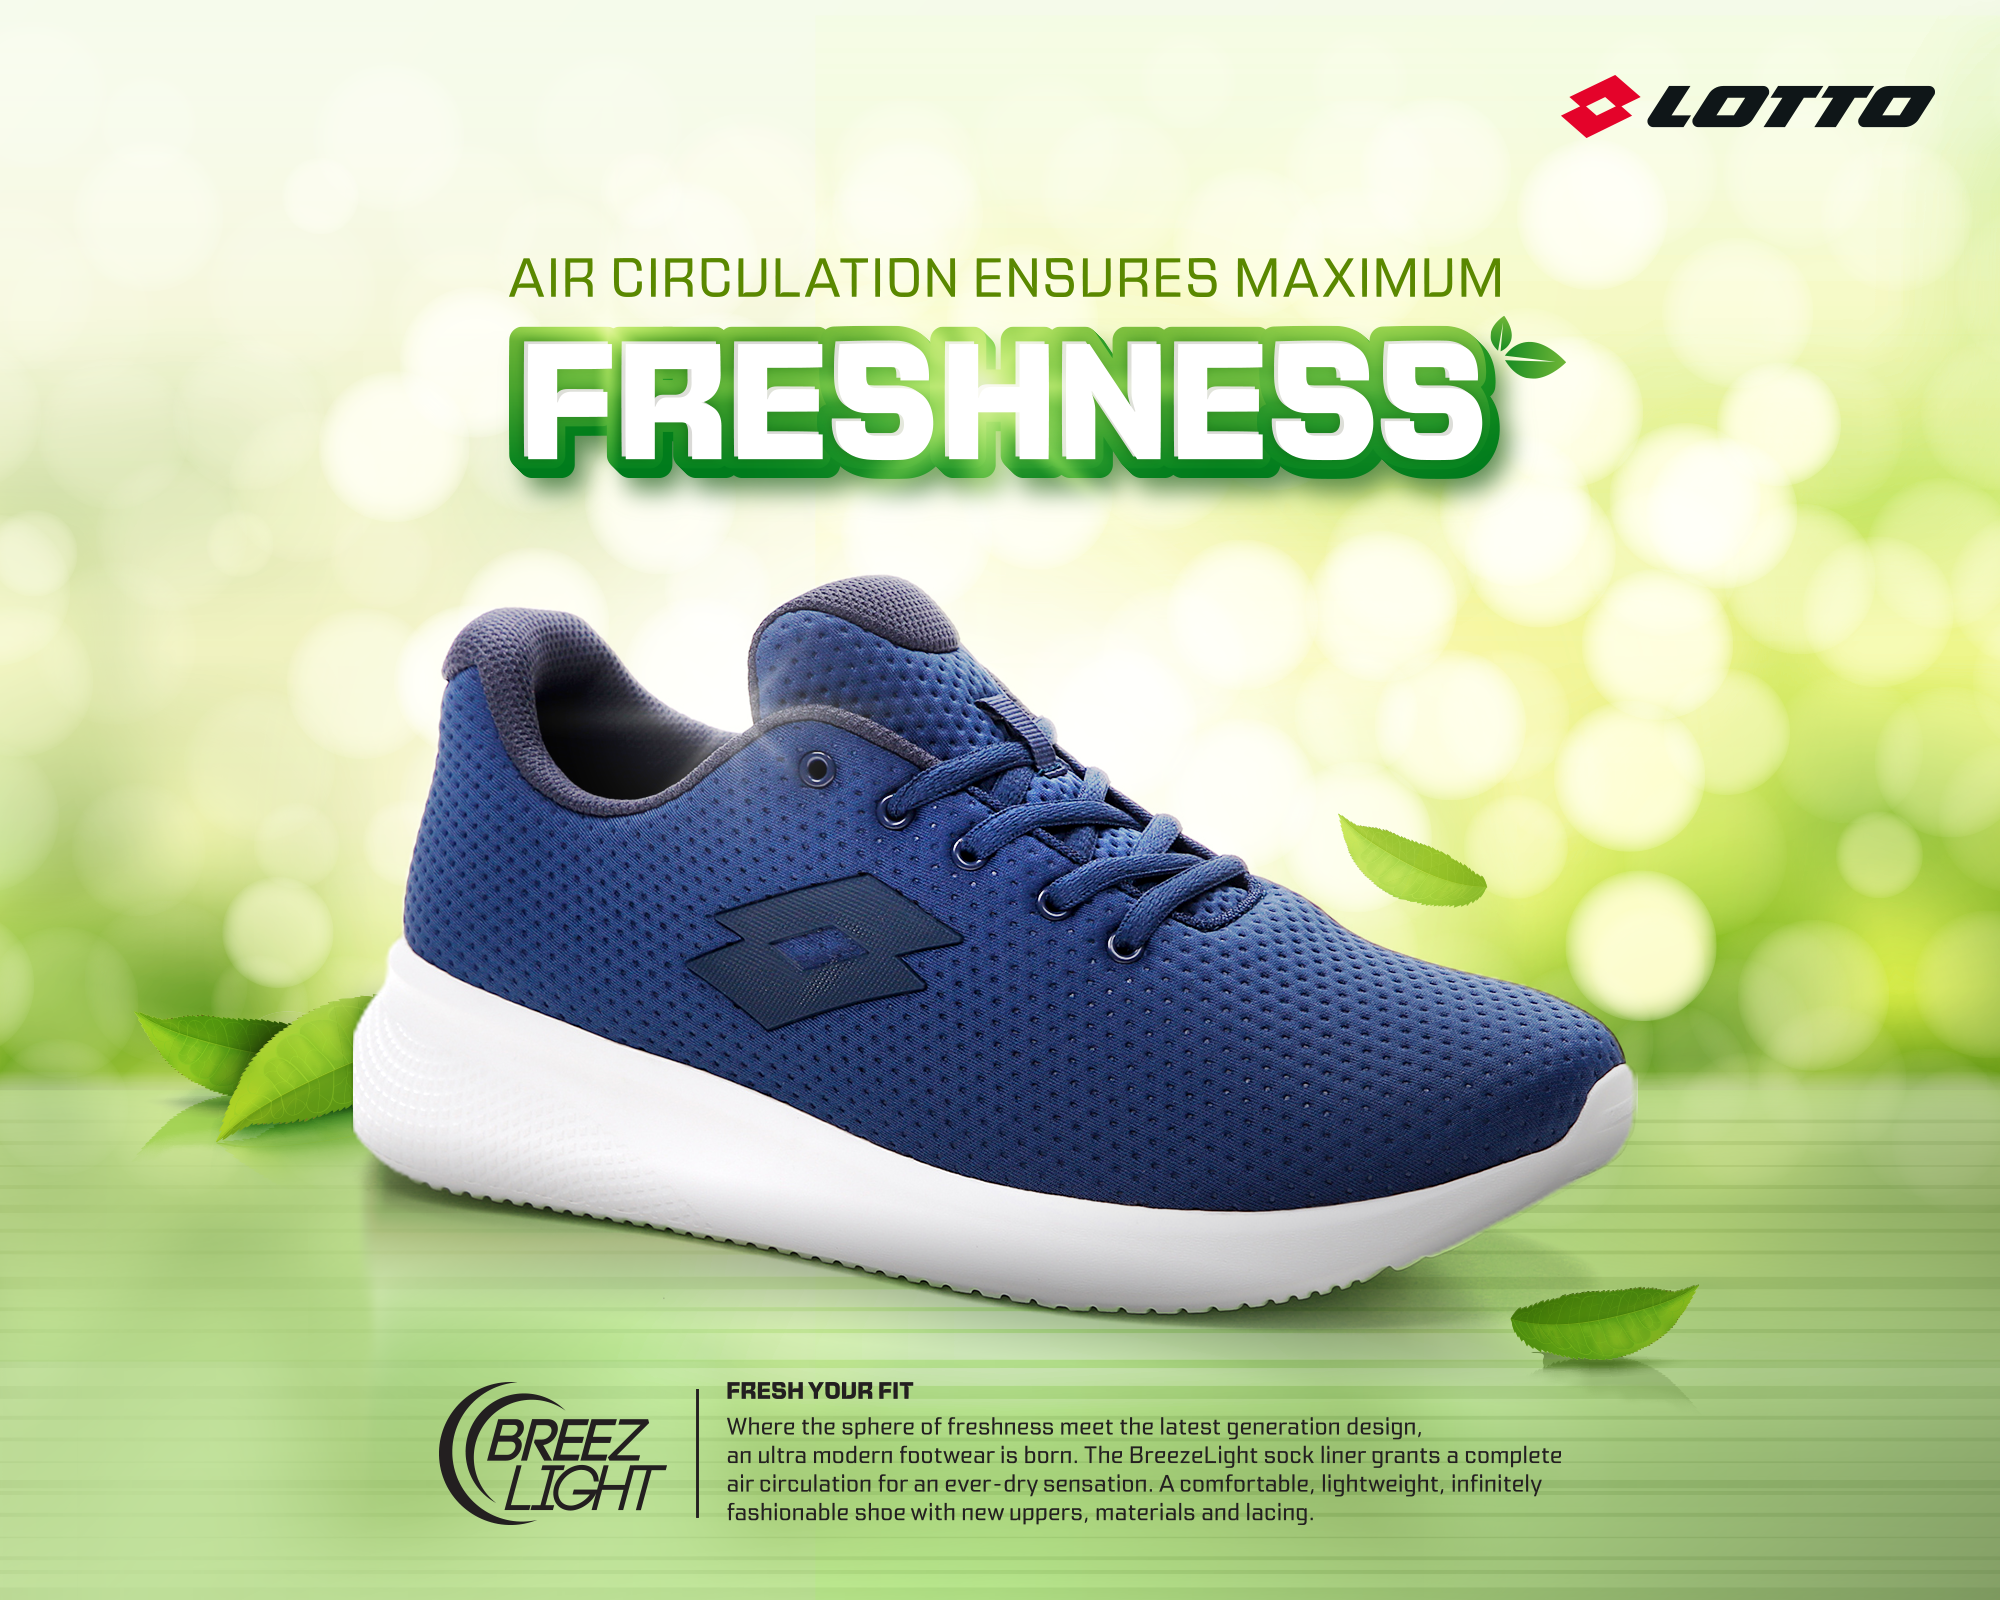 LOTTO
AIR CIRCULATION ENSURES MAXIMUM
FRESHNESS
BREEZ
LIGHT
FRESH YOUR FIT
Where the sphere of freshness meet the latest generation design,
an ultra modern footwear is born. The BreezeLight sock liner grants a complete
air circulation for an ever-dry sensation. A comfortable, lightweight, infinitely
fashionable shoe with new uppers, materials and lacing.